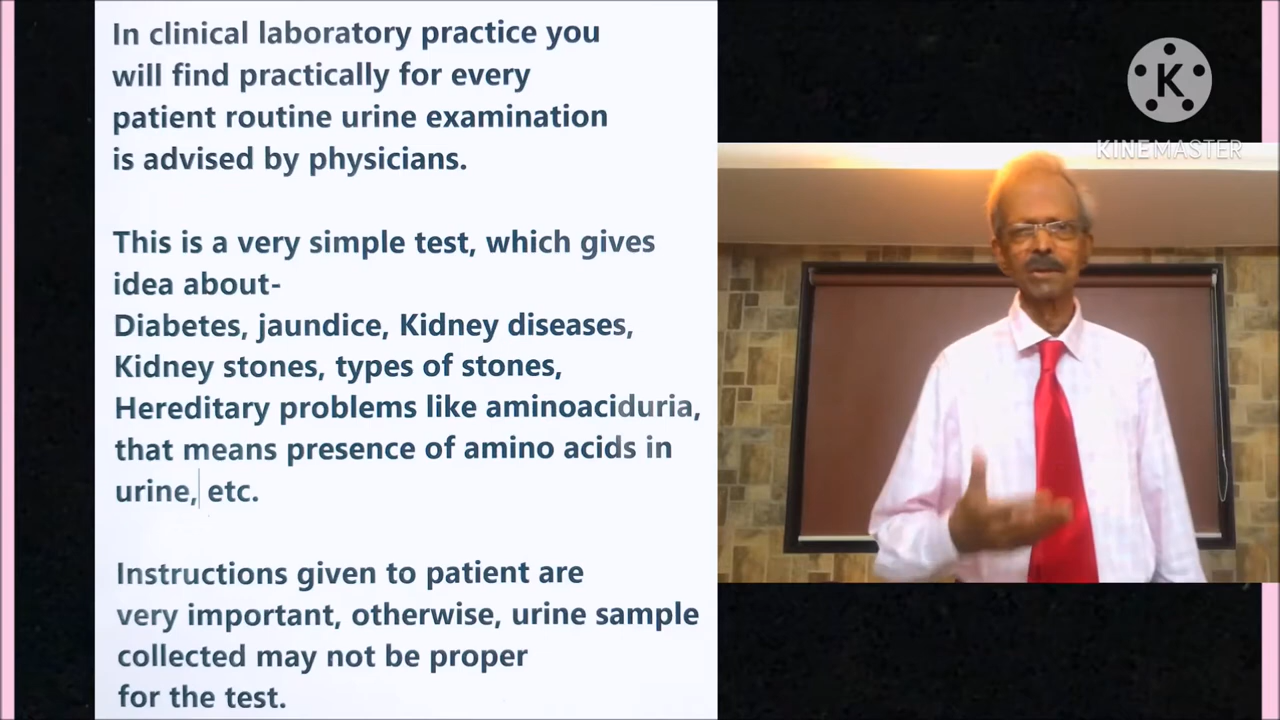 In clinical laboratory practice you
will find practically for every
patient routine urine examination
is advised by physicians.
This is a very simple test, which gives
idea about-
Diabetes, jaundice, Kidney diseases,
Kidney stones, types of stones,
Hereditary problems like aminoaciduria,
that means presence of amino acids in
urine, etc.
Instructions given to patient are
very important, otherwise, urine sample
collected may not be proper
for the test.
K
KINEMASTER